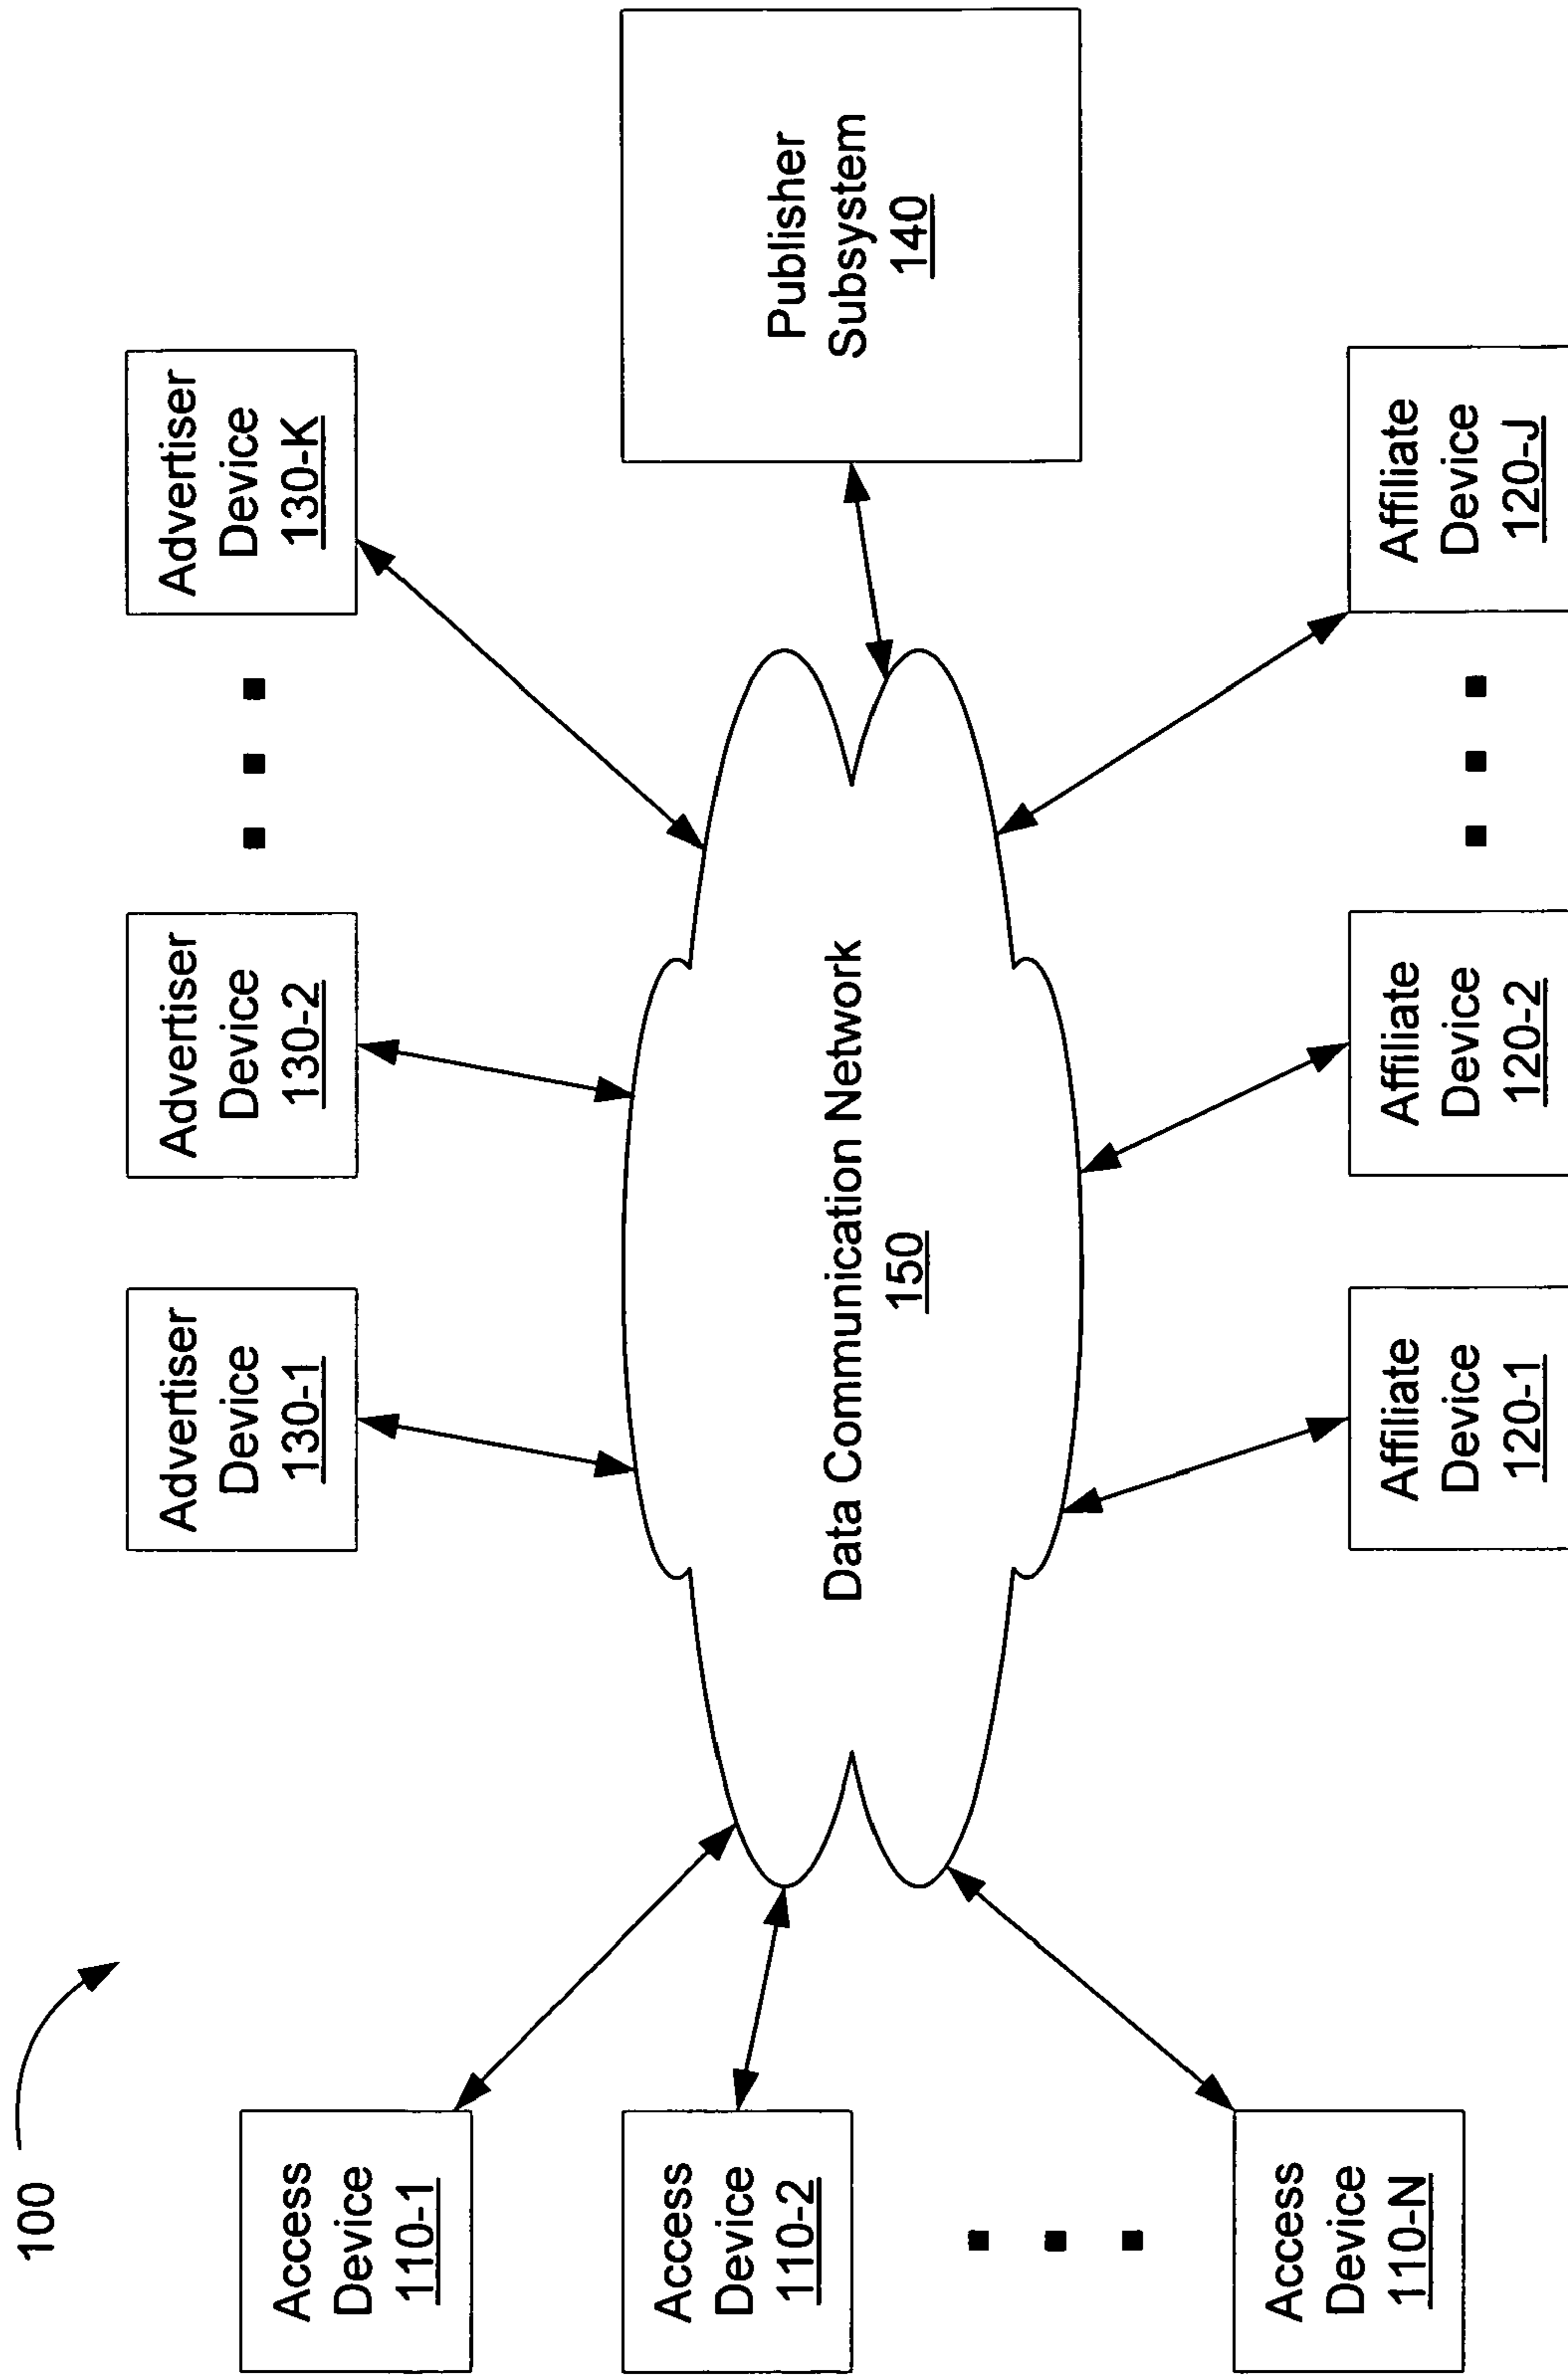 100
Advertiser
Device
130-1
Advertiser
Device
130-2
Advertiser
Device
130-K
Access
Device
110-1
Access
Device
110-2
Access
Device
110-N
Data Communication Network
150
Publisher
Subsystem
140
Affiliate
Device
120-1
Affiliate
Device
120-2
Affiliate
Device
120-J